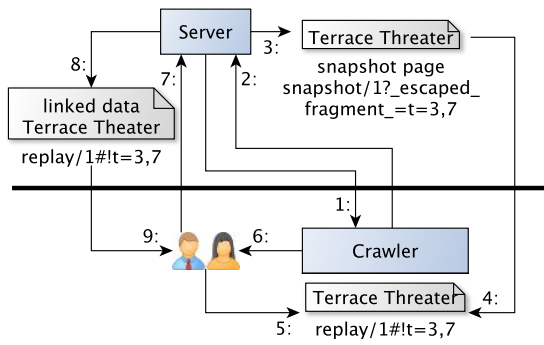 Server
3:
Terrace Threater
8:
7:
2:
snapshot page
snapshot/1?_escaped_
fragment_=t=3,7
linked data
Terrace Theater
replay/1#!t=3,7
1:
9:
6:
Crawler
Terrace Threater
4:
5:
replay/1#!t=3,7